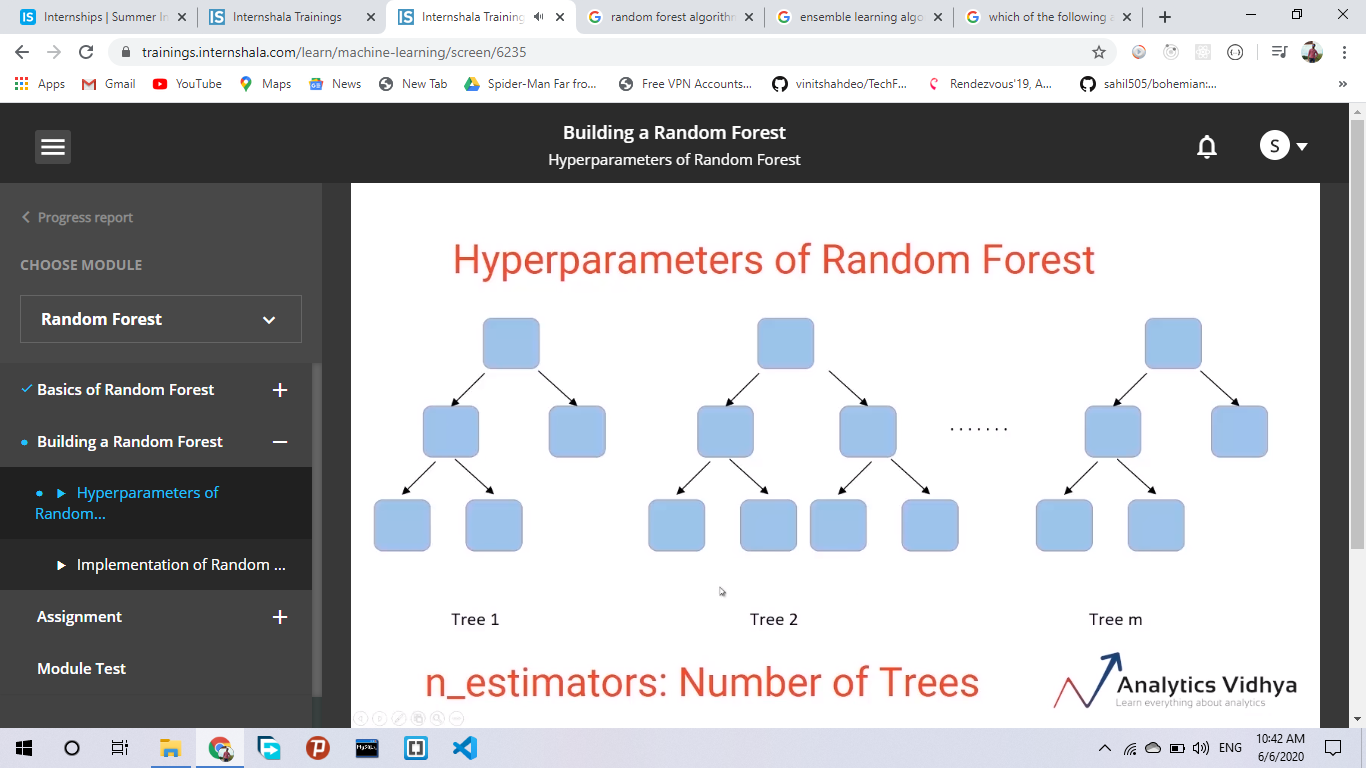 Internships | Summer In
Internshala Trainings
Internshala Training
random forest algorithm
ensemble learning algo
which of the following a
trainings.internshala.com/learn/machine-learning/screen/6235
Apps
Gmail
YouTube
Maps
News
New Tab
Spider-Man Far fro...
Free VPN Accounts...
vinitshahdeo/TechF...
Rendezvous'19, A...
sahil505/bohemian:...
»
Building a Random Forest
Hyperparameters of Random Forest
S
Progress report
CHOOSE MODULE
Random Forest
Basics of Random Forest
Building a Random Forest
Hyperparameters of
Random...
Implementation of Random ...
Assignment
Module Test
Hyperparameters of Random Forest
.......
Tree 1
Tree 2
Tree m
n_estimators: Number of Trees
Analytics Vidhya
Learn everything about analytics
MySQL
ENG
10:42 AM
6/6/2020